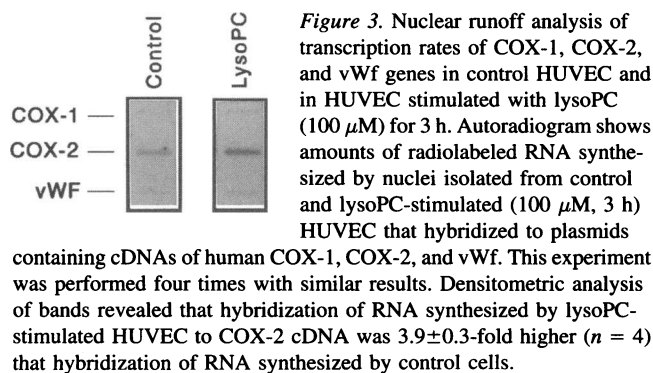 Control
LysoPC
COX-1
COX-2
vWF
Figure 3. Nuclear runoff analysis of
transcription rates of COX-1, COX-2,
and vWf genes in control HUVEC and
in HUVEC stimulated with lysoPC
(100 μM) for 3 h. Autoradiogram shows
amounts of radiolabeled RNA synthe-
sized by nuclei isolated from control
and lysoPC-stimulated (100 μM, 3 h)
HUVEC that hybridized to plasmids
containing cDNAs of human COX-1, COX-2, and vWf. This experiment
was performed four times with similar results. Densitometric analysis
of bands revealed that hybridization of RNA synthesized by lysoPC-
stimulated HUVEC to COX-2 cDNA was 3.9±0.3-fold higher (n = 4)
that hybridization of RNA synthesized by control cells.